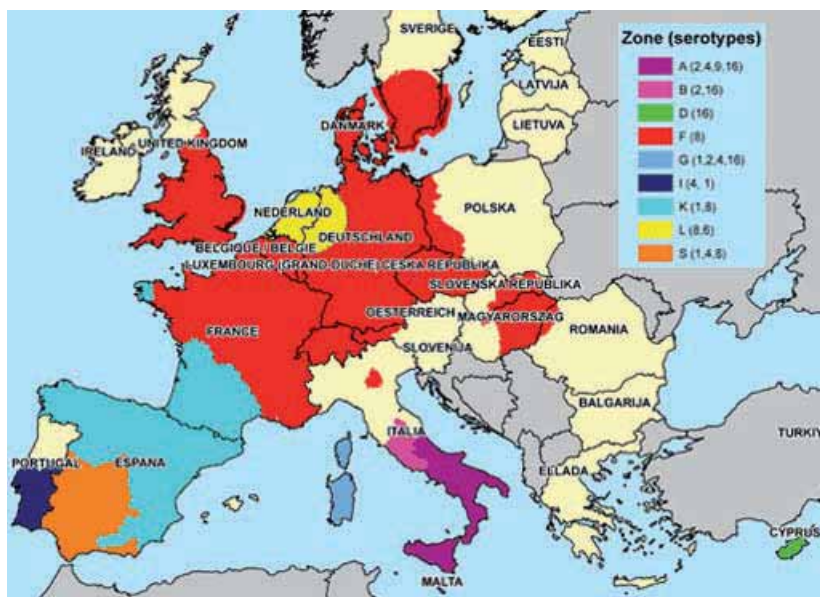 SVERIGE
EESTI
LATVIJA
LIETUVA
DANMARK
IRELAND
UNITED KINGDOM
NEDERLAND
POLSKA
DEUTSCHLAND
BELGIQUE / BELGIE
LUXEMBOURG (GRAND-DUCHE)
CESKA REPUBLIKA
SLOVENSKA REPUBLIKA
OESTERREICH
MAGYARORSZAG
FRANCE
ROMANIA
SLOVENIJA
BALGARIJA
ITALIA
TURKIY
PORTUGAL
ESPANA
ELLADA
CYPRUS
MALTA
Zone (serotypes)
A (2,4,9,16)
B (2,16)
D (16)
F (8)
G (1,2,4,16)
I (4, 1)
K (1,8)
L (8,6)
S (1,4,8)